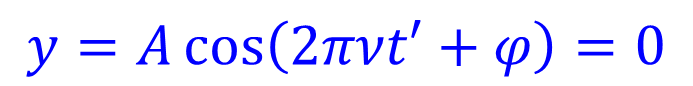 y = A cos(2πνt′ + φ) = 0